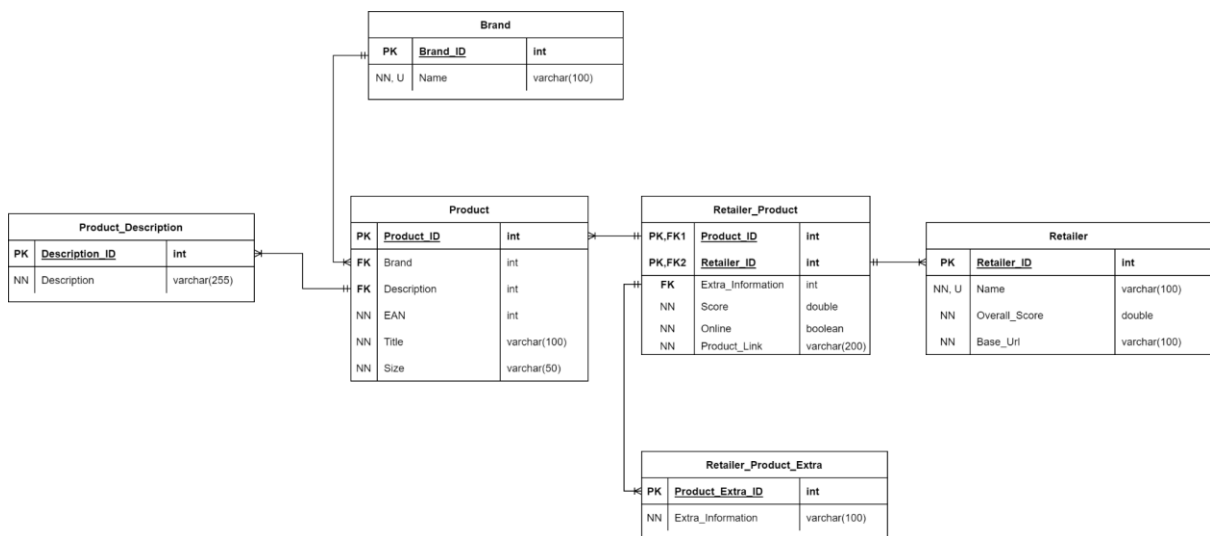 Brand
PK Brand_ID int
NN, U Name varchar(100)
Product_Description
PK Description_ID int
NN Description varchar(255)
Product
PK Product_ID int
FK Brand int
FK Description int
NN EAN int
NN Title varchar(100)
NN Size varchar(50)
Retailer_Product
PK,FK1 Product_ID int
PK,FK2 Retailer_ID int
FK Extra_Information int
NN Score double
NN Online boolean
NN Product_Link varchar(200)
Retailer
PK Retailer_ID int
NN, U Name varchar(100)
NN Overall_Score double
NN Base_Url varchar(100)
Retailer_Product_Extra
PK Product_Extra_ID int
NN Extra_Information varchar(100)